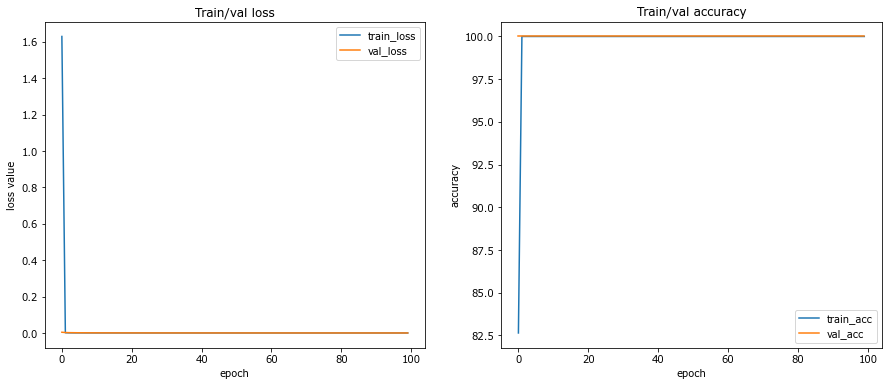 Train/val loss
1.6
1.4
1.2
1.0
0.8
0.6
0.4
0.2
0.0
loss value
0 20 40 60 80 100
epoch
train_loss
val_loss
Train/val accuracy
100.0
97.5
95.0
92.5
90.0
87.5
85.0
82.5
accuracy
0 20 40 60 80 100
epoch
train_acc
val_acc